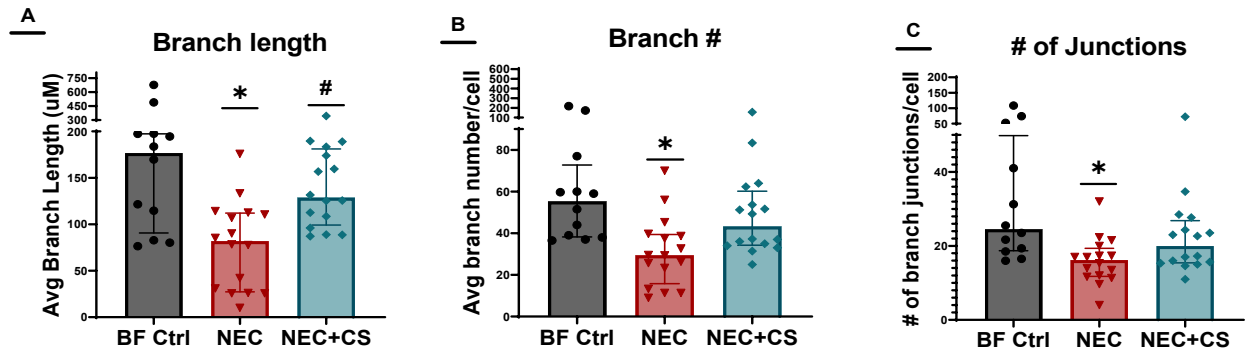 A
Branch length
Avg Branch Length (uM)
750
600
450
300
200
150
100
50
0
*
#
BF Ctrl NEC NEC+CS
B
Branch #
Avg branch number/cell
600
500
400
300
200
100
80
60
40
20
0
*
BF Ctrl NEC NEC+CS
C
# of Junctions
# of branch junctions/cell
200
150
100
50
40
20
0
*
BF Ctrl NEC NEC+CS